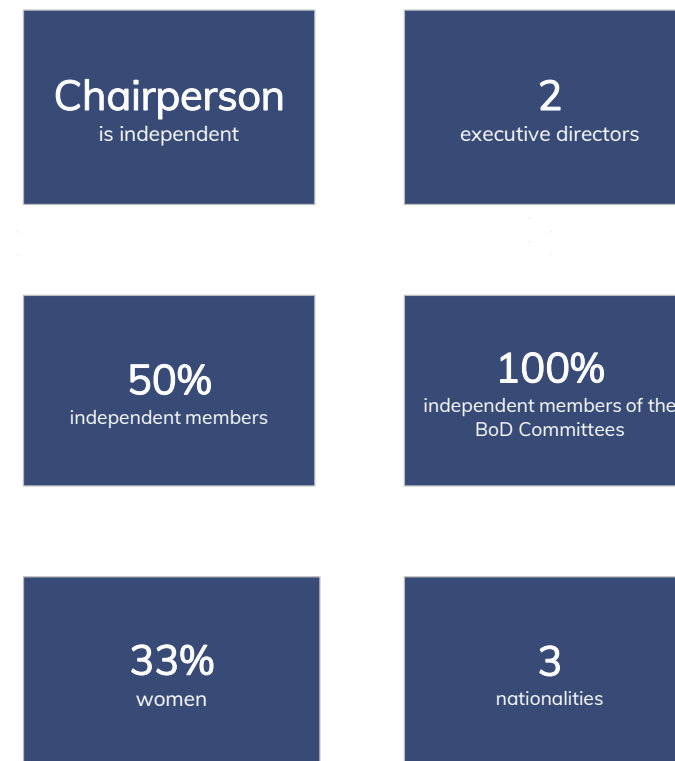 Chairperson
is independent
2
executive directors
50%
independent members
100%
independent members of the
BoD Committees
33%
women
3
nationalities